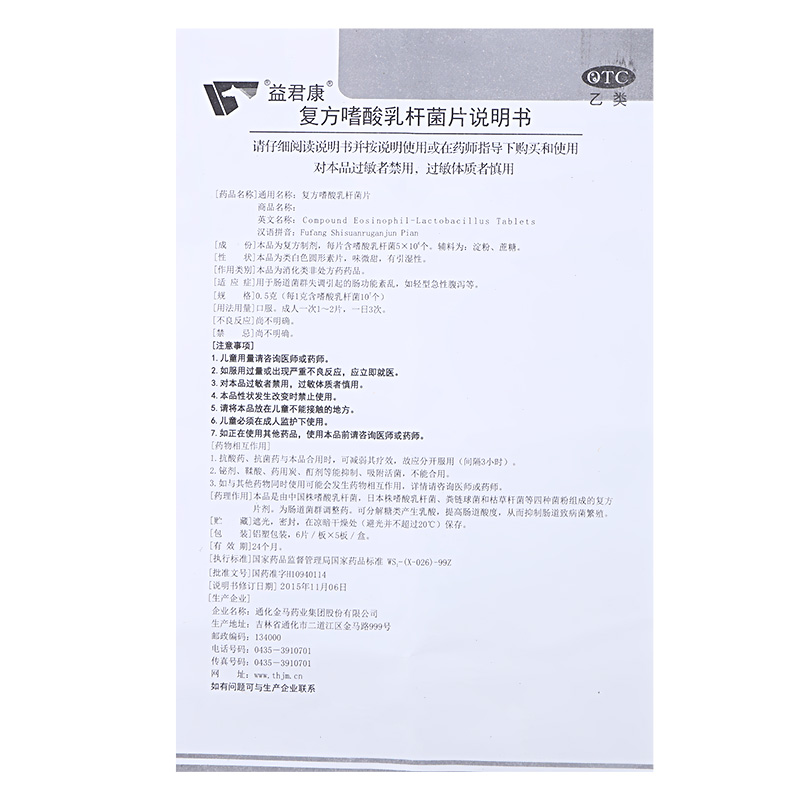 OTC
乙类
®益君康®
复方嗜酸乳杆菌片说明书
请仔细阅读说明书并按说明使用或在药师指导下购买和使用
对本品过敏者禁用，过敏体质者慎用
[药品名称]通用名称：复方嗜酸乳杆菌片
商品名称：
英文名称：Compound Eosinophil-Lactobacillus Tablets
汉语拼音：Fufang Shisuanruganjun Pian
[成　份]本品为复方制剂，每片含嗜酸乳杆菌5×10⁶个。辅料为：淀粉、蔗糖。
[性　状]本品为类白色圆形素片，味微甜，有引湿性。
[作用类别]本品为消化类非处方药药品。
[适 应 症]用于肠道菌群失调引起的肠功能紊乱，如轻型急性腹泻等。
[规　格]0.5克（每1克含嗜酸乳杆菌10⁷个）
[用法用量]口服。成人一次1～2片，一日3次。
[不良反应]尚不明确。
[禁　忌]尚不明确。
[注意事项]
1.儿童用量请咨询医师或药师。
2.如服用过量或出现严重不良反应，应立即就医。
3.对本品过敏者禁用，过敏体质者慎用。
4.本品性状发生改变时禁止使用。
5.请将本品放在儿童不能接触的地方。
6.儿童必须在成人监护下使用。
7.如正在使用其他药品，使用本品前请咨询医师或药师。
[药物相互作用]
1.抗酸药、抗菌药与本品合用时，可减弱其疗效，故应分开服用（间隔3小时）。
2.铋剂、鞣酸、药用炭、酊剂等能抑制、吸附活菌，不能合用。
3.如与其他药物同时使用可能会发生药物相互作用，详情请咨询医师或药师。
[药理作用]本品是由中国株嗜酸乳杆菌，日本株嗜酸乳杆菌、粪链球菌和枯草杆菌等四种菌粉组成的复方
片剂。为肠道菌群调整药。可分解糖类产生乳酸，提高肠道酸度，从而抑制肠道致病菌繁殖。
[贮　藏]遮光，密封，在凉暗干燥处（避光并不超过20℃）保存。
[包　装]铝塑包装，6片/板×5板/盒。
[有 效 期]24个月。
[执行标准]国家药品监督管理局国家药品标准 WS₁-(X-026)-99Z
[批准文号]国药准字H10940114
[说明书修订日期] 2015年11月06日
[生产企业]
企业名称：通化金马药业集团股份有限公司
生产地址：吉林省通化市二道江区金马路999号
邮政编码：134000
电话号码：0435-3910701
传真号码：0435-3910701
网　址：www.thjm.cn
如有问题可与生产企业联系